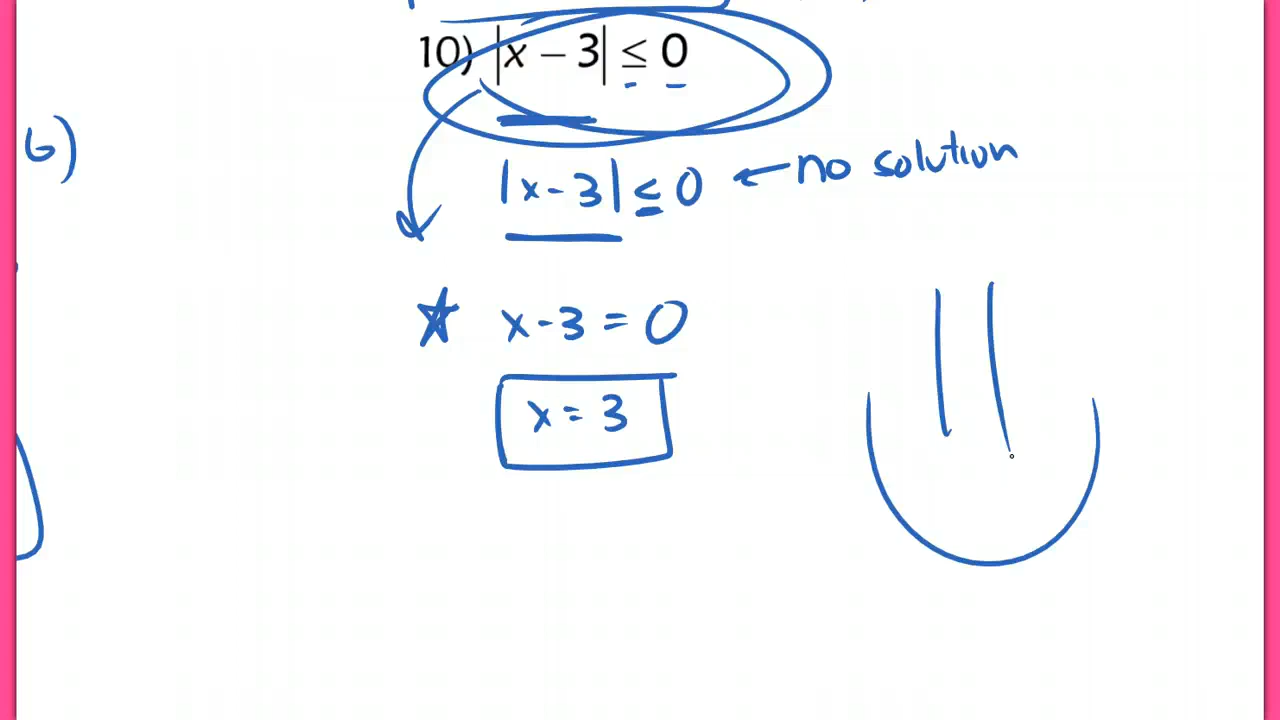 10) |x − 3| ≤ 0
6)
|x-3| ≤ 0 ← no solution
x-3 = 0
x = 3